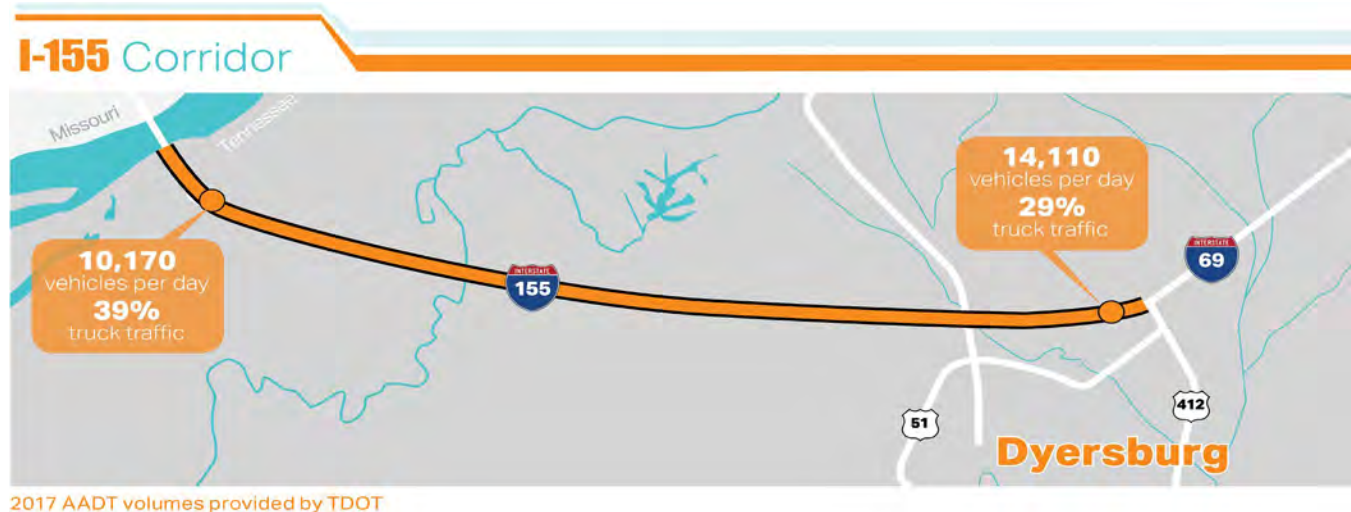 I-155 Corridor
Missouri
Tennessee
10,170
vehicles per day
39%
truck traffic
INTERSTATE
155
14,110
vehicles per day
29%
truck traffic
INTERSTATE
69
51
412
Dyersburg
2017 AADT volumes provided by TDOT